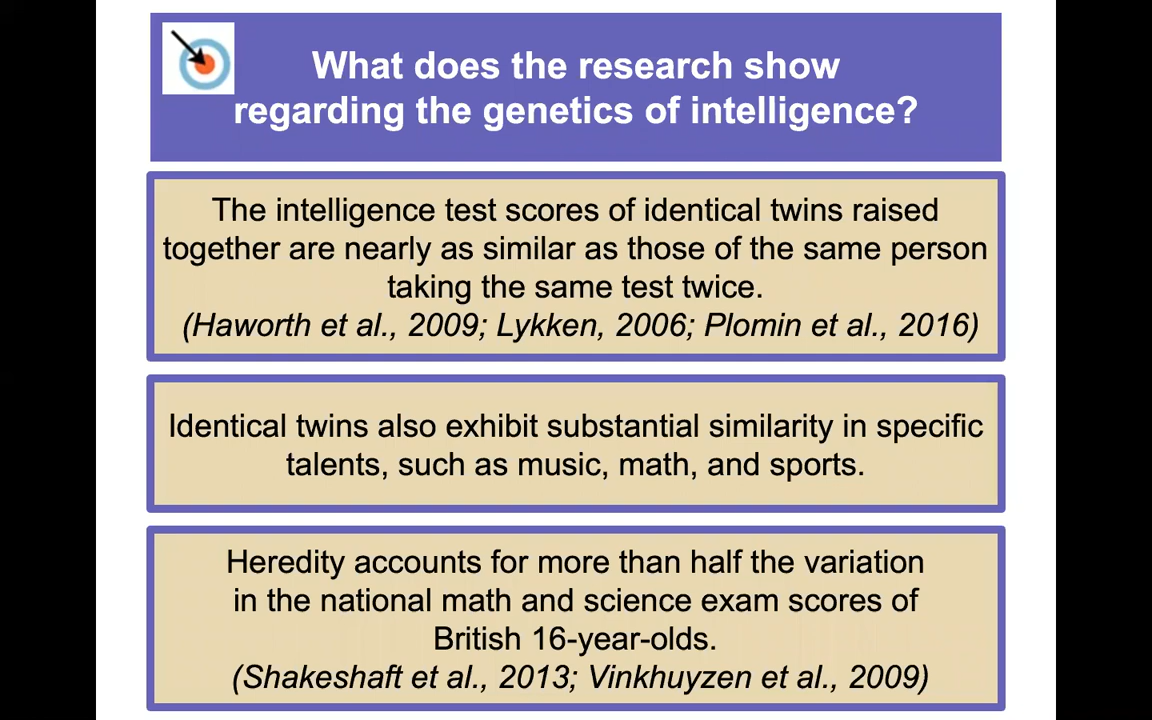 What does the research show
regarding the genetics of intelligence?
The intelligence test scores of identical twins raised
together are nearly as similar as those of the same person
taking the same test twice.
(Haworth et al., 2009; Lykken, 2006; Plomin et al., 2016)
Identical twins also exhibit substantial similarity in specific
talents, such as music, math, and sports.
Heredity accounts for more than half the variation
in the national math and science exam scores of
British 16-year-olds.
(Shakeshaft et al., 2013; Vinkhuyzen et al., 2009)